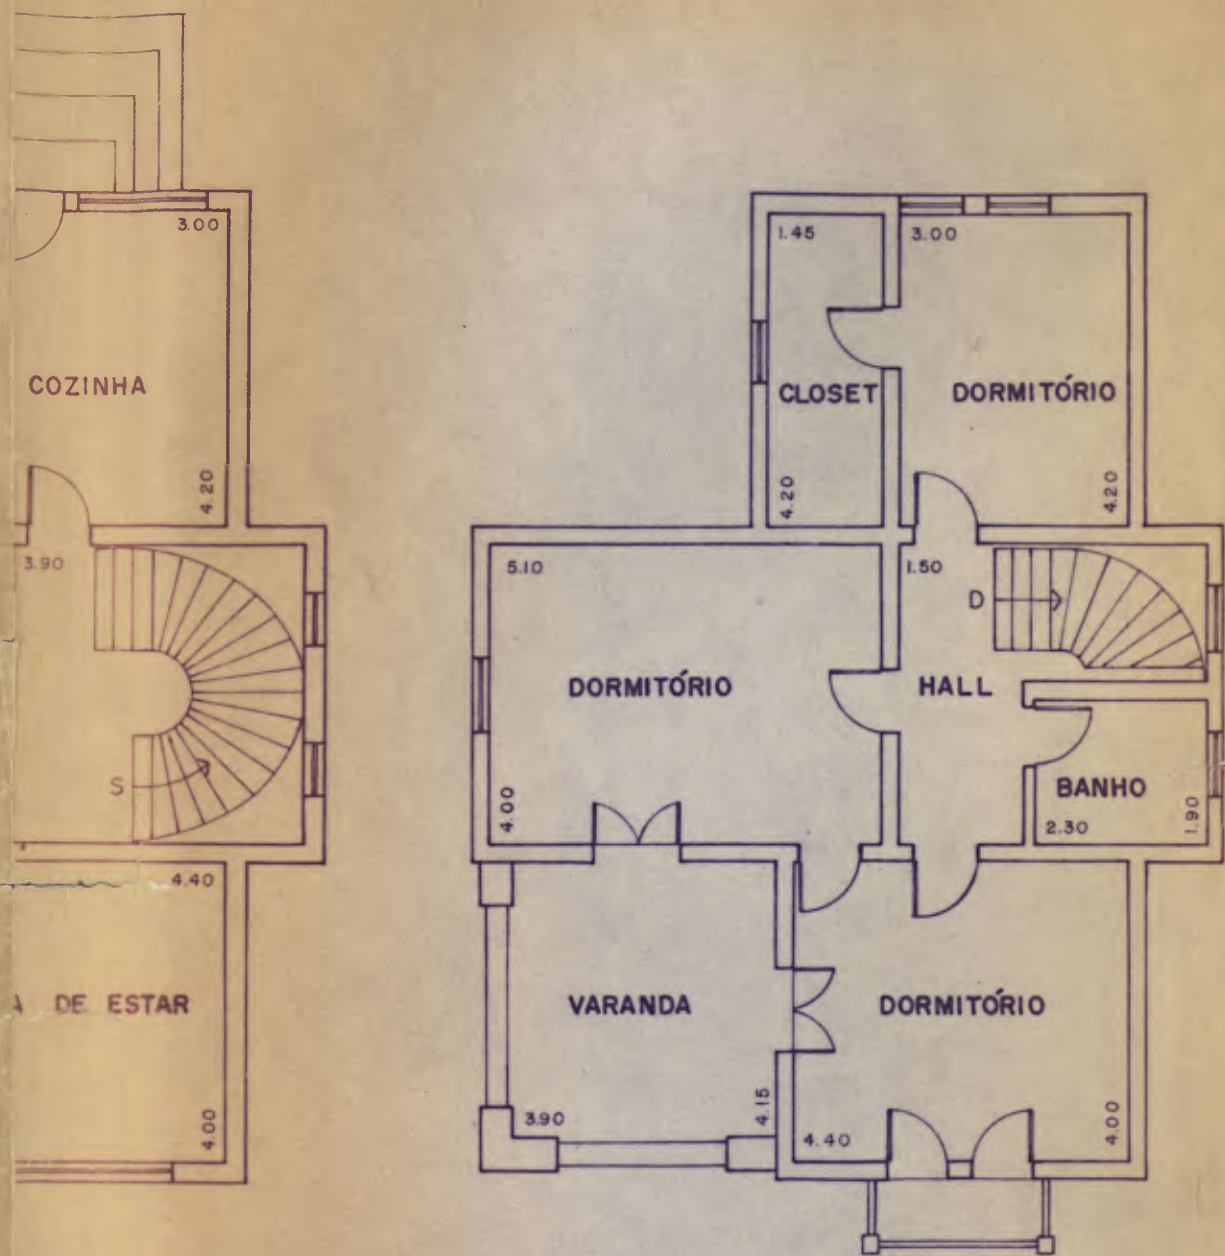 3.00
COZINHA
4.20
3.90
S
4.40
A DE ESTAR
4.00
1.45
3.00
CLOSET
DORMITÓRIO
4.20
4.20
5.10
1.50
D
DORMITÓRIO
HALL
4.00
BANHO
2.30
1.90
VARANDA
DORMITÓRIO
3.90
4.15
4.40
4.00